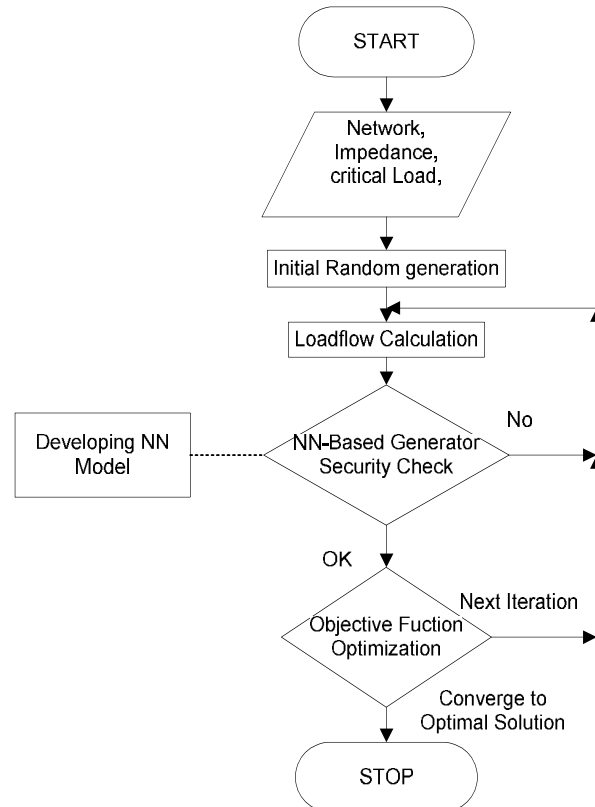 START
Network,
Impedance,
critical Load,
Initial Random generation
Loadflow Calculation
Developing NN
Model
NN-Based Generator
Security Check
No
OK
Next Iteration
Objective Fuction
Optimization
Converge to
Optimal Solution
STOP